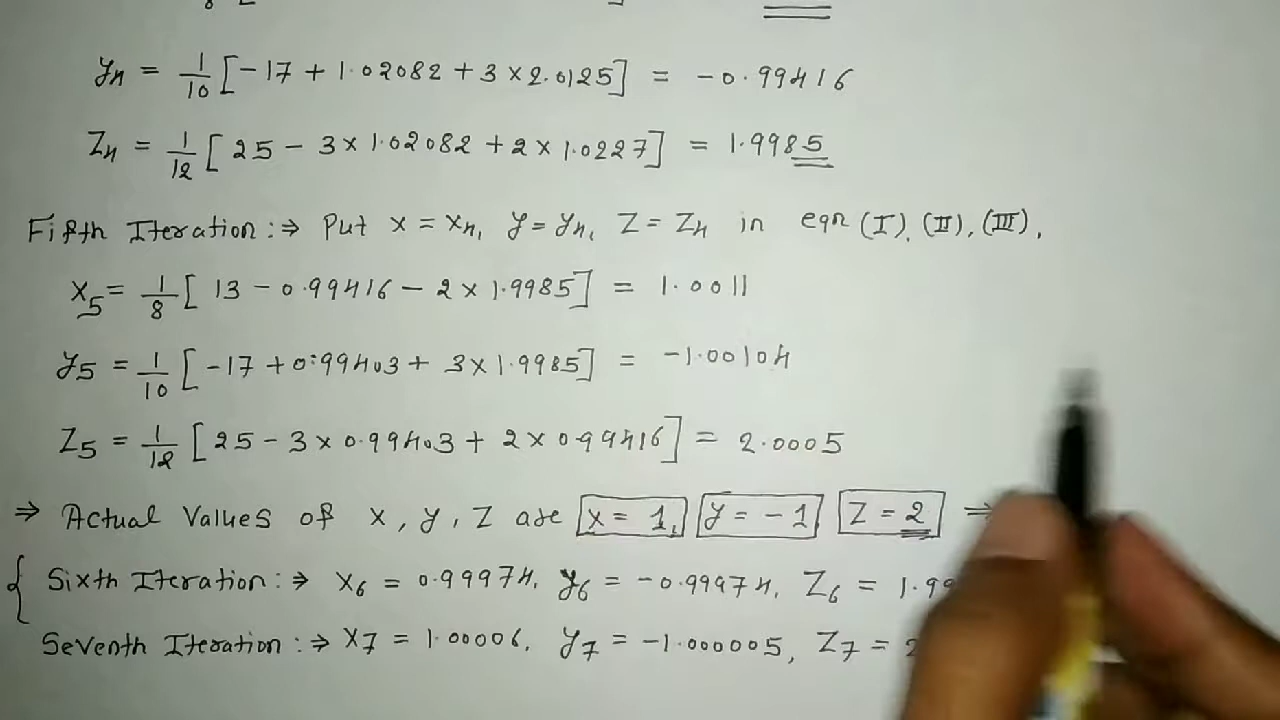 y₄ = 1/10 [-17 + 1.02082 + 3 × 2.0125] = -0.99416
Z₄ = 1/12 [25 - 3 × 1.02082 + 2 × 1.0227] = 1.9985
Fifth Iteration :⇒ Put x = x₄, y = y₄, Z = Z₄ in eqn (I), (II), (III),
x₅ = 1/8 [13 - 0.99416 - 2 × 1.9985] = 1.0011
y₅ = 1/10 [-17 + 0.99403 + 3 × 1.9985] = -1.00104
Z₅ = 1/12 [25 - 3 × 0.99403 + 2 × 0.99416] = 2.0005
⇒ Actual Values of x, y, z are x = 1, y = -1 Z = 2 ⇒
Sixth Iteration :⇒ x₆ = 0.99974, y₆ = -0.99974, Z₆ = 1.99
Seventh Iteration :⇒ x₇ = 1.00006, y₇ = -1.000005, Z₇ = 2